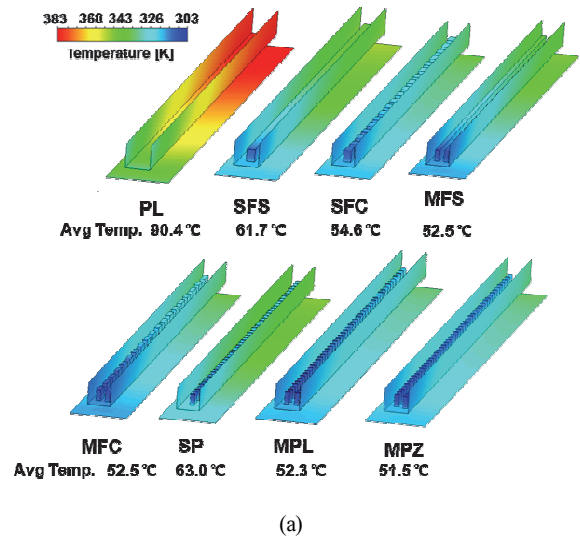 383 360 343 326 303
Temperature [K]
PL SFS SFC MFS
Avg Temp. 90.4 ℃ 61.7 ℃ 54.6 ℃ 52.5 ℃
MFC SP MPL MPZ
Avg Temp. 52.5 ℃ 63.0 ℃ 52.3 ℃ 51.5 ℃
(a)